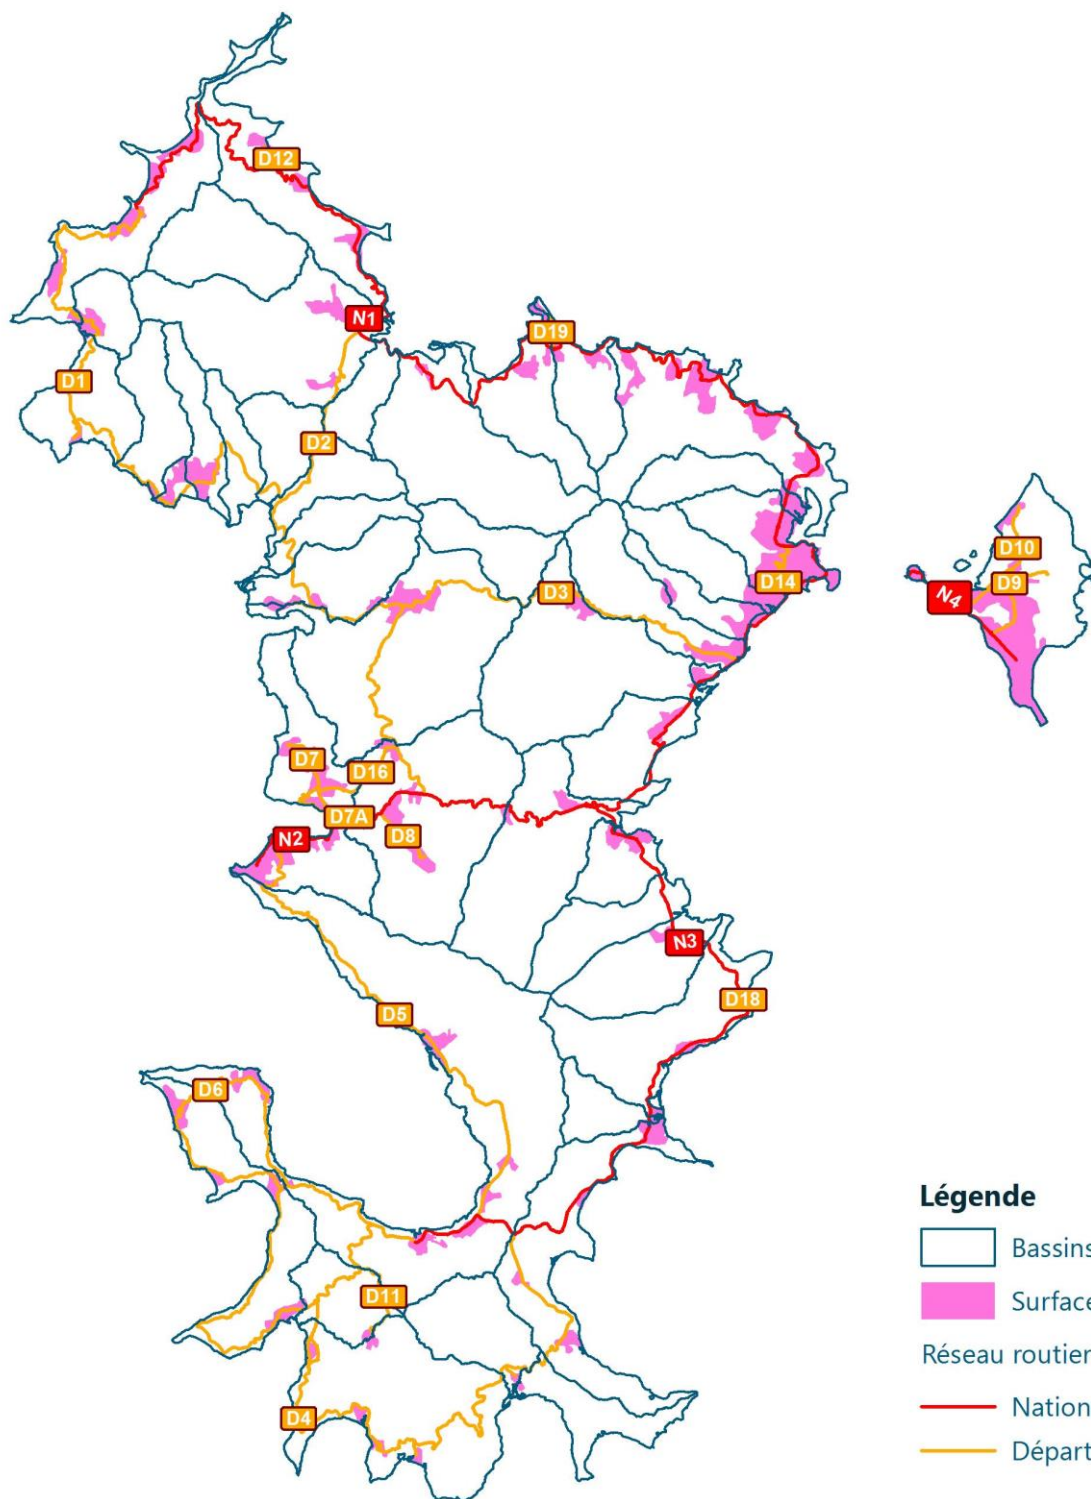 D12
N1
D19
D1
D2
D10
D14
D3
D9
N4
D7
D16
D7A
D8
N2
N3
D18
D5
D6
Légende
Bassins
Surface
D11
Réseau routier
Nation
D4
Départ